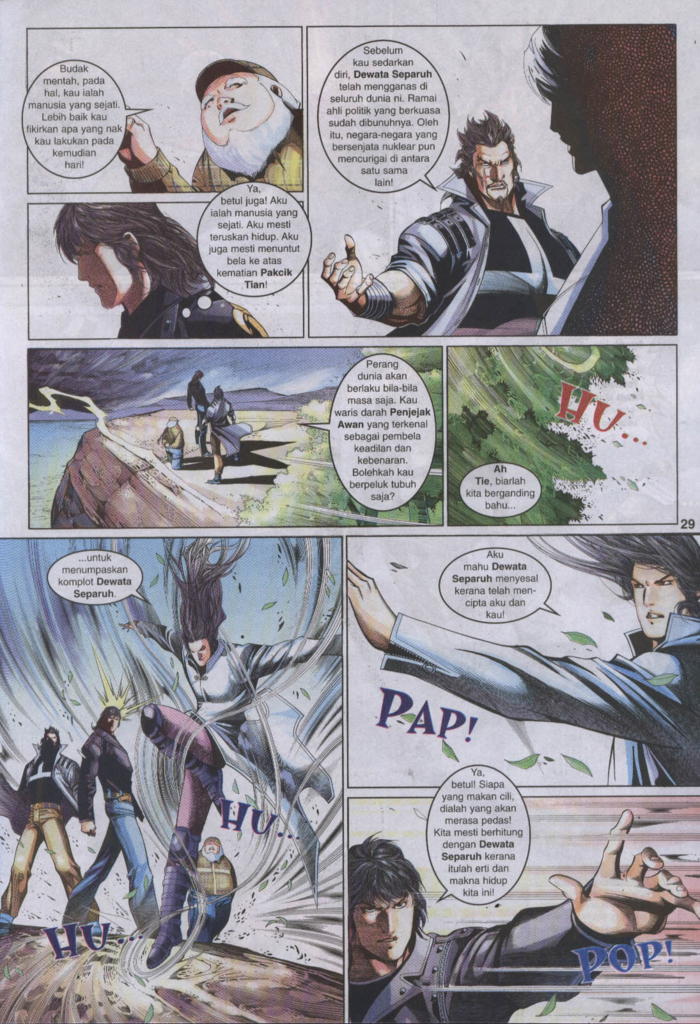 Budak
mentah, pada
hal, kau ialah
manusia yang sejati.
Lebih baik kau
fikirkan apa yang nak
kau lakukan pada
kemudian
hari!
Sebelum
kau sedarkan
diri, Dewata Separuh
telah mengganas di
seluruh dunia ni. Ramai
ahli politik yang berkuasa
sudah dibunuhnya. Oleh
itu, negara-negara yang
bersenjata nuklear pun
mencurigai di antara
satu sama
lain!
Ya,
betul juga! Aku
ialah manusia yang
sejati. Aku mesti
teruskan hidup. Aku
juga mesti menuntut
bela ke atas
kematian Pakcik
Tian!
Perang
dunia akan
berlaku bila-bila
masa saja. Kau
waris darah Penjejak
Awan yang terkenal
sebagai pembela
keadilan dan
kebenaran.
Bolehkah kau
berpeluk tubuh
saja?
HU...
Ah
Tie, biarlah
kita berganding
bahu...
29
...untuk
menumpaskan
komplot Dewata
Separuh.
HU...
HU...
Aku
mahu Dewata
Separuh menyesal
kerana telah men-
cipta aku dan
kau!
PAP!
Ya,
betul! Siapa
yang makan cili,
dialah yang akan
merasa pedas!
Kita mesti berhitung
dengan Dewata
Separuh kerana
itulah erti dan
makna hidup
kita ini!
POP!